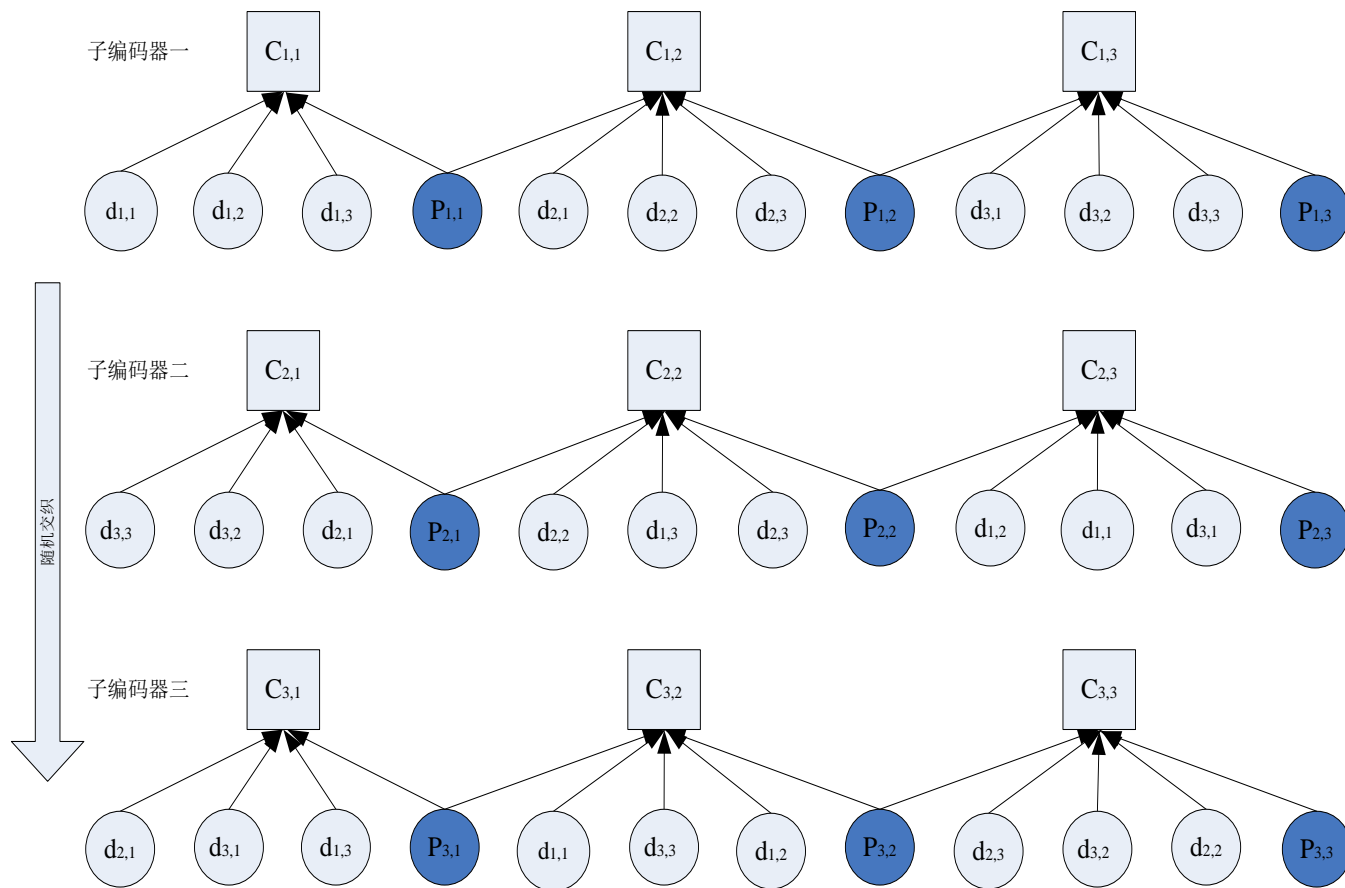 子编码器一 C1,1 C1,2 C1,3
d1,1 d1,2 d1,3 P1,1 d2,1 d2,2 d2,3 P1,2 d3,1 d3,2 d3,3 P1,3
子编码器二 C2,1 C2,2 C2,3
d3,3 d3,2 d2,1 P2,1 d2,2 d1,3 d2,3 P2,2 d1,2 d1,1 d3,1 P2,3
随机交织
子编码器三 C3,1 C3,2 C3,3
d2,1 d3,1 d1,3 P3,1 d1,1 d3,3 d1,2 P3,2 d2,3 d3,2 d2,2 P3,3